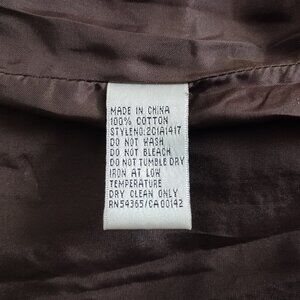 MADE IN CHINA
100% COTTON
STYLENO: 2CIA1417
DO NOT WASH
DO NOT BLEACH
DO NOT TUMBLE DRY
IRON AT LOW
TEMPERATURE
DRY CLEAN ONLY
RN54365/CA00142